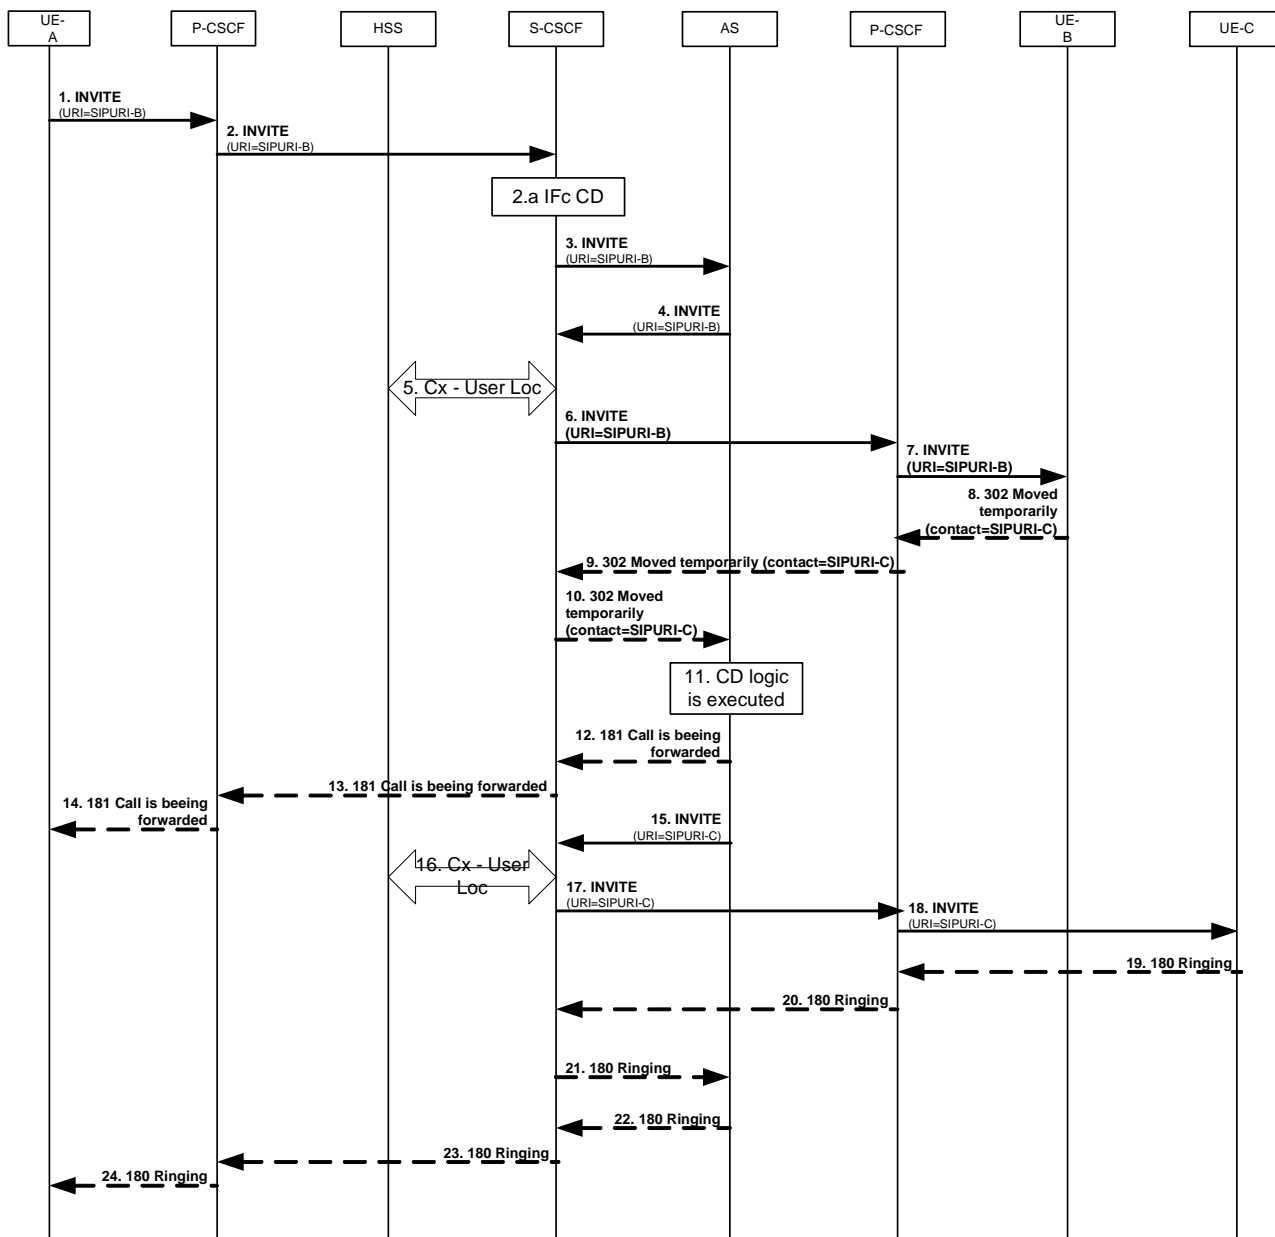 UE-
A
P-CSCF
HSS
S-CSCF
AS
P-CSCF
UE-
B
UE-C
1. INVITE
(URI=SIPURI-B)
2. INVITE
(URI=SIPURI-B)
2.a IFc CD
3. INVITE
(URI=SIPURI-B)
4. INVITE
(URI=SIPURI-B)
5. Cx - User Loc
6. INVITE
(URI=SIPURI-B)
7. INVITE
(URI=SIPURI-B)
8. 302 Moved
temporarily
(contact=SIPURI-C)
9. 302 Moved temporarily (contact=SIPURI-C)
10. 302 Moved
temporarily
(contact=SIPURI-C)
11. CD logic
is executed
12. 181 Call is beeing
forwarded
13. 181 Call is beeing forwarded
14. 181 Call is beeing
forwarded
15. INVITE
(URI=SIPURI-C)
16. Cx - User
Loc
17. INVITE
(URI=SIPURI-C)
18. INVITE
(URI=SIPURI-C)
19. 180 Ringing
20. 180 Ringing
21. 180 Ringing
22. 180 Ringing
23. 180 Ringing
24. 180 Ringing